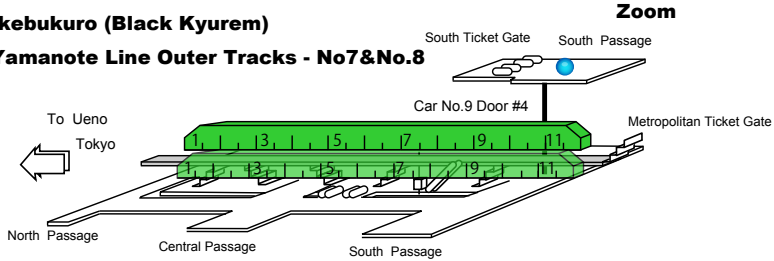 kebukuro (Black Kyurem)
Zoom
South Ticket Gate
South Passage
Yamanote Line Outer Tracks - No7&No.8
Car No.9 Door #4
Metropolitan Ticket Gate
To Ueno
Tokyo
1 3 5 7 9 11
1 3 5 7 9 11
North Passage
Central Passage
South Passage